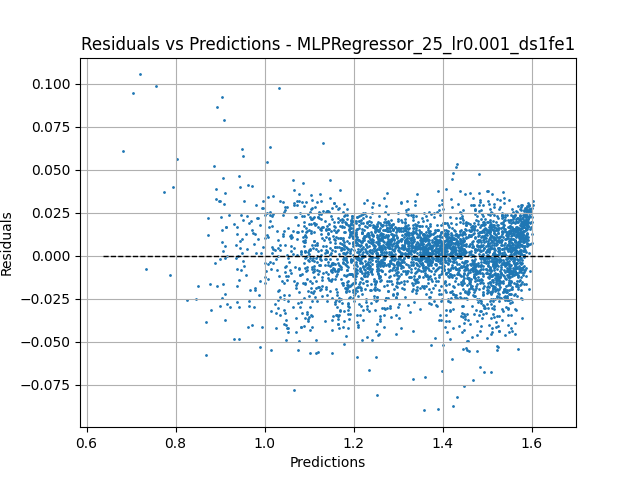 Residuals vs Predictions - MLPRegressor_25_lr0.001_ds1fe1
0.100
0.075
0.050
0.025
0.000
−0.025
−0.050
−0.075
Residuals
0.6 0.8 1.0 1.2 1.4 1.6
Predictions